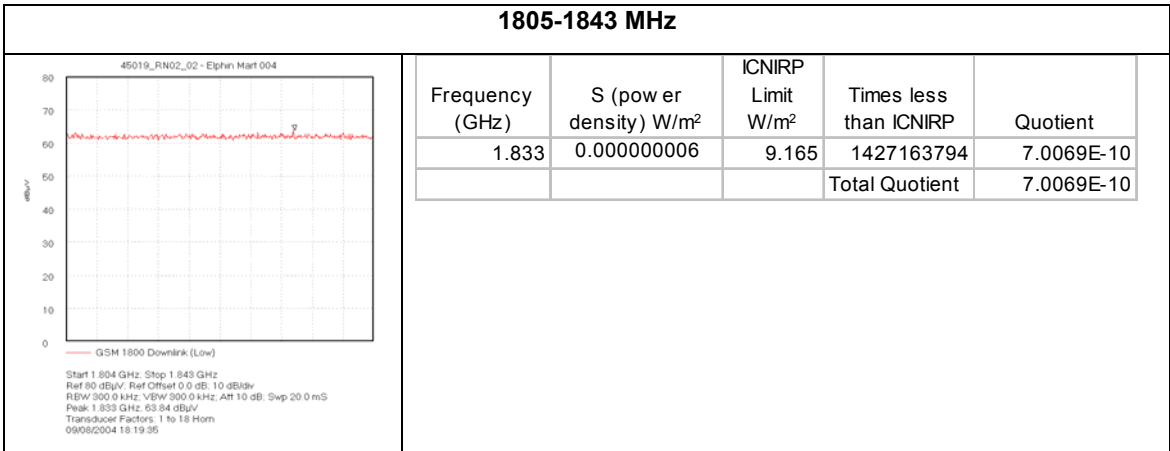 1805-1843 MHz
45019_RN02_02 - Elphin Mart 004
80
70
60
50
40
30
20
10
0
dBµV
GSM 1800 Downlink (Low)
Start 1.804 GHz; Stop 1.843 GHz
Ref 80 dBµV; Ref Offset 0.0 dB; 10 dB/div
RBW 300.0 kHz; VBW 300.0 kHz; Att 10 dB; Swp 20.0 mS
Peak 1.833 GHz, 63.84 dBµV
Transducer Factors: 1 to 18 Horn
09/08/2004 18:19:35
Frequency (GHz) S (pow er density) W/m² ICNIRP Limit W/m² Times less than ICNIRP Quotient
1.833 0.000000006 9.165 1427163794 7.0069E-10
Total Quotient 7.0069E-10